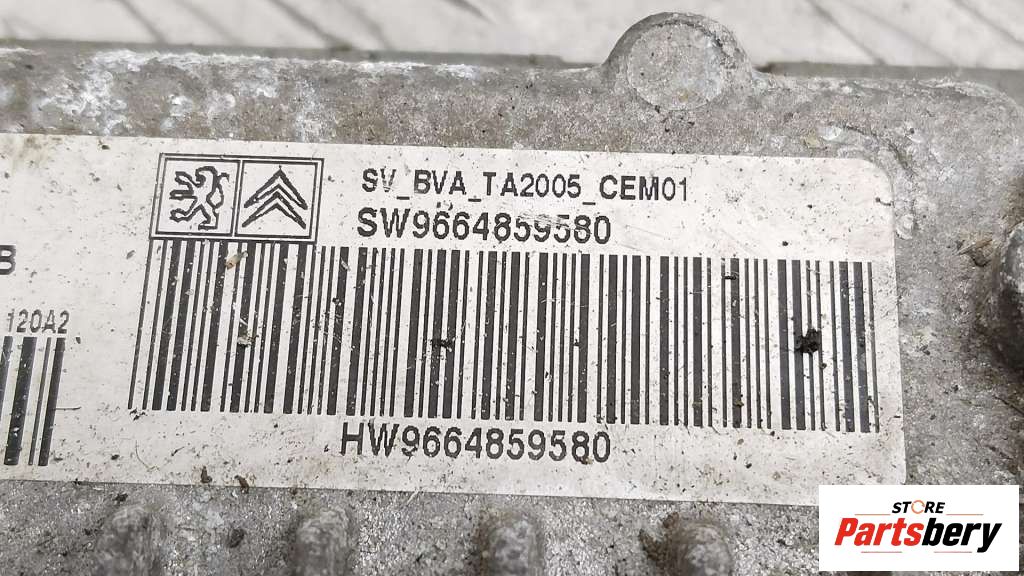 SV_BVA_TA2005_CEM01
SW9664859580
B
120A2
HW9664859580
STORE
Partsbery